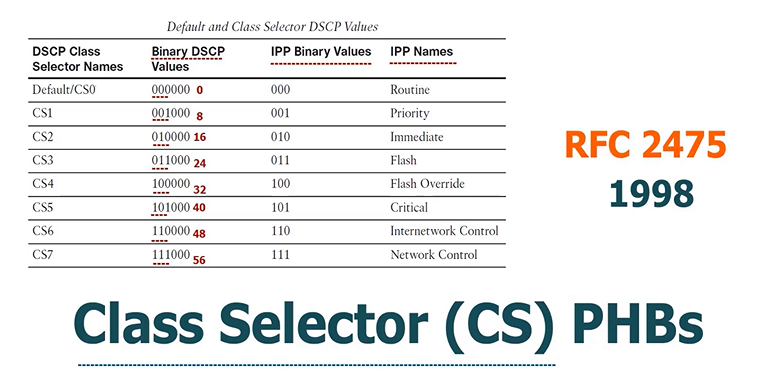 Default and Class Selector DSCP Values
DSCP Class Selector Names Binary DSCP Values IPP Binary Values IPP Names
Default/CS0 000000 0 000 Routine
CS1 001000 8 001 Priority
CS2 010000 16 010 Immediate
CS3 011000 24 011 Flash
CS4 100000 32 100 Flash Override
CS5 101000 40 101 Critical
CS6 110000 48 110 Internetwork Control
CS7 111000 56 111 Network Control
RFC 2475
1998
Class Selector (CS) PHBs